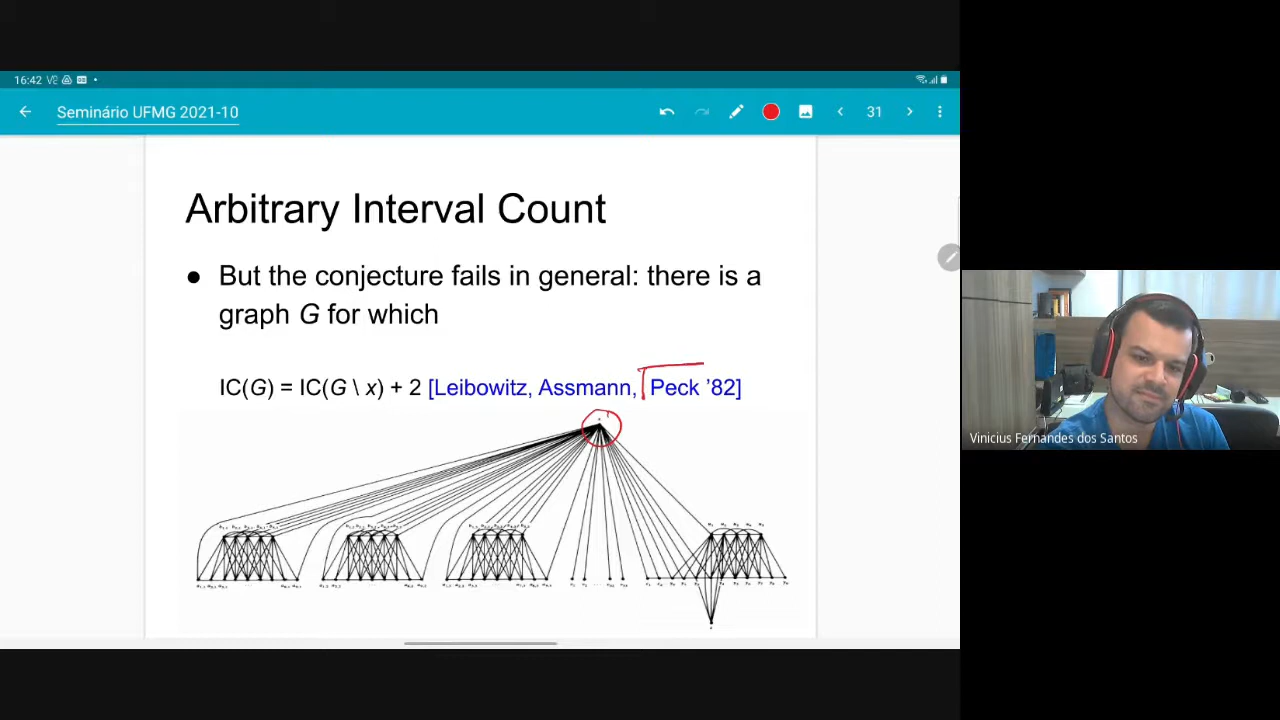 16:42
Seminário UFMG 2021-10
31
Arbitrary Interval Count
● But the conjecture fails in general: there is a
graph G for which
IC(G) = IC(G \ x) + 2 [Leibowitz, Assmann, Peck ’82]
Vinicius Fernandes dos Santos